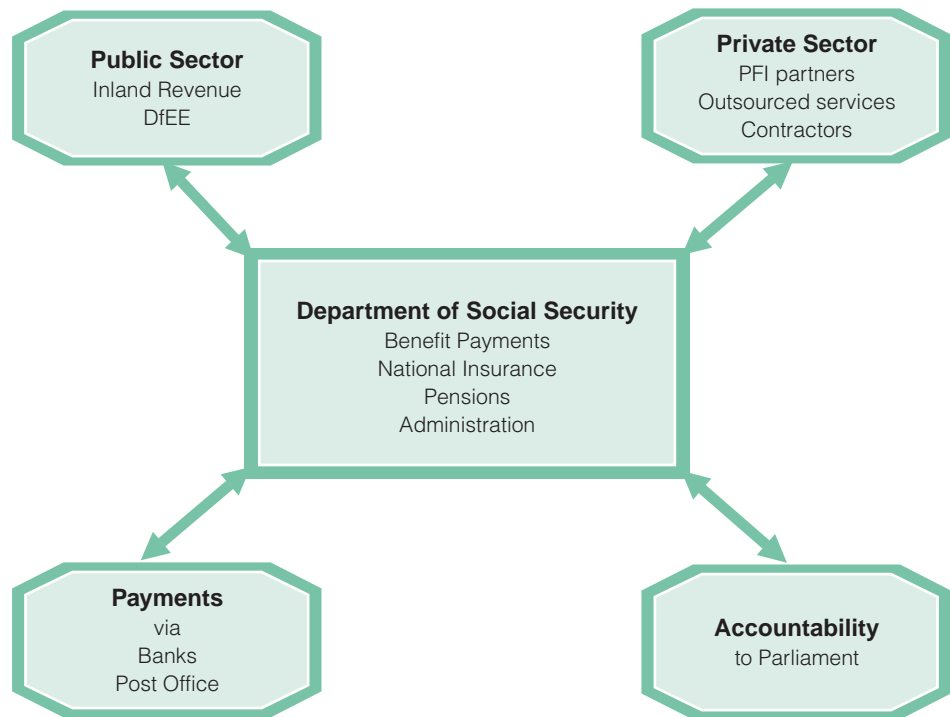 Public Sector
Inland Revenue
DfEE
Private Sector
PFI partners
Outsourced services
Contractors
Department of Social Security
Benefit Payments
National Insurance
Pensions
Administration
Payments
via
Banks
Post Office
Accountability
to Parliament